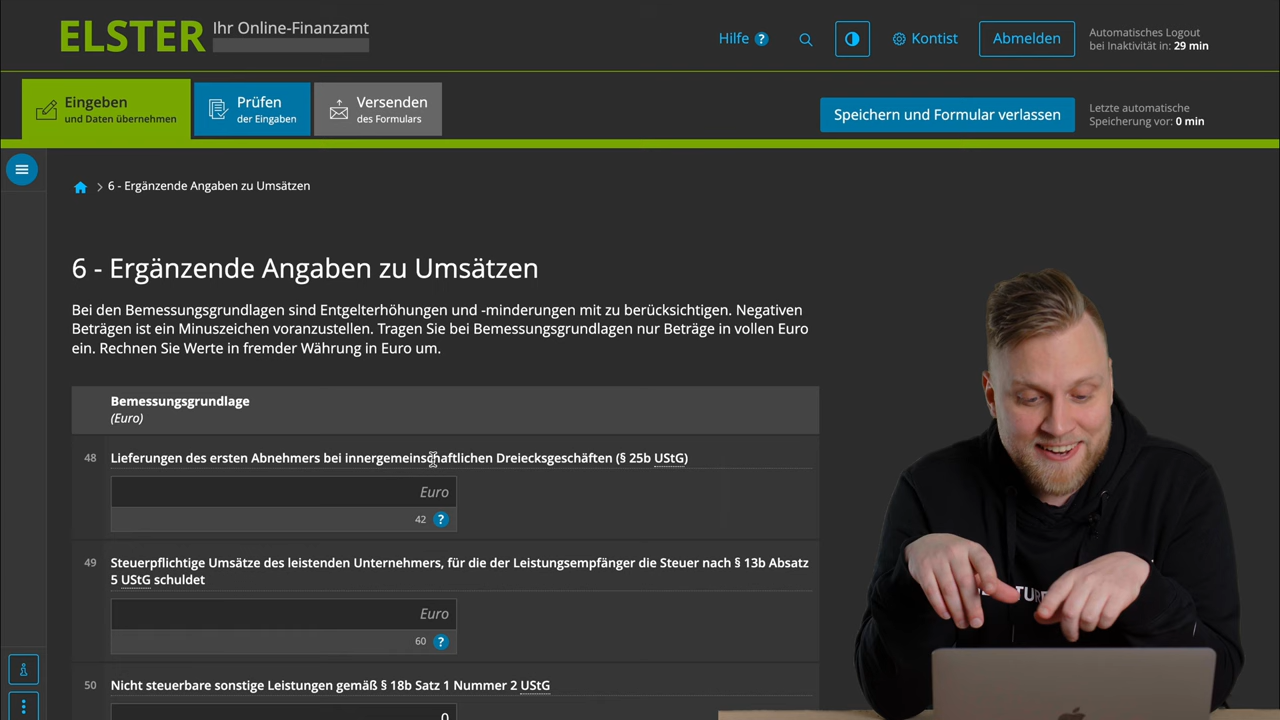 ELSTER
Ihr Online-Finanzamt
Hilfe ?
Kontist
Abmelden
Automatisches Logout
bei Inaktivität in: 29 min
Eingeben
und Daten übernehmen
Prüfen
der Eingaben
Versenden
des Formulars
Speichern und Formular verlassen
Letzte automatische
Speicherung vor: 0 min
6 - Ergänzende Angaben zu Umsätzen
6 - Ergänzende Angaben zu Umsätzen
Bei den Bemessungsgrundlagen sind Entgelterhöhungen und -minderungen mit zu berücksichtigen. Negativen
Beträgen ist ein Minuszeichen voranzustellen. Tragen Sie bei Bemessungsgrundlagen nur Beträge in vollen Euro
ein. Rechnen Sie Werte in fremder Währung in Euro um.
Bemessungsgrundlage
(Euro)
48 Lieferungen des ersten Abnehmers bei innergemeinschaftlichen Dreiecksgeschäften (§ 25b UStG)
Euro
42 ?
49 Steuerpflichtige Umsätze des leistenden Unternehmers, für die der Leistungsempfänger die Steuer nach § 13b Absatz
5 UStG schuldet
Euro
60 ?
50 Nicht steuerbare sonstige Leistungen gemäß § 18b Satz 1 Nummer 2 UStG
0
i